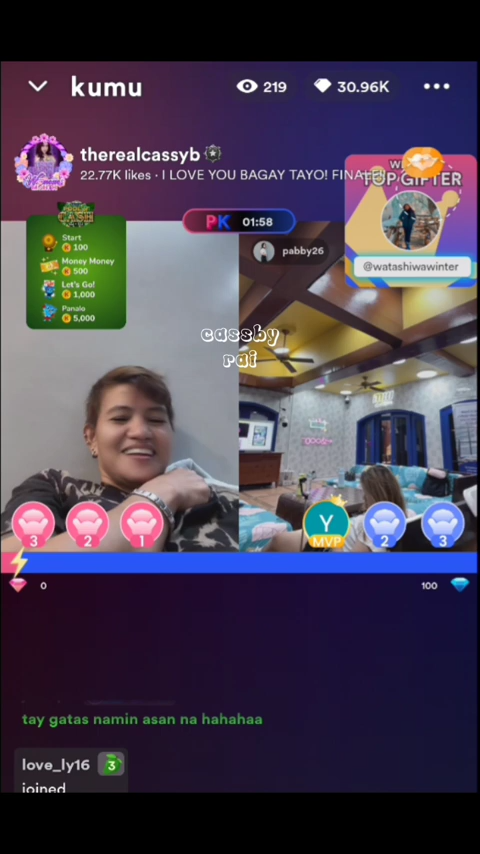 kumu
219
30.96K
therealcassyb
22.77K likes · I LOVE YOU BAGAY TAYO! FINALE!!
TOP GIFTER
@watashiwawinter
PK 01:58
CASH
Start
100
Money Money
500
Let's Go!
1,000
Panalo
5,000
pabby26
cassby
rai
3
2
1
Y
MVP
2
3
0
100
tay gatas namin asan na hahahaa
love_ly16 3
joined